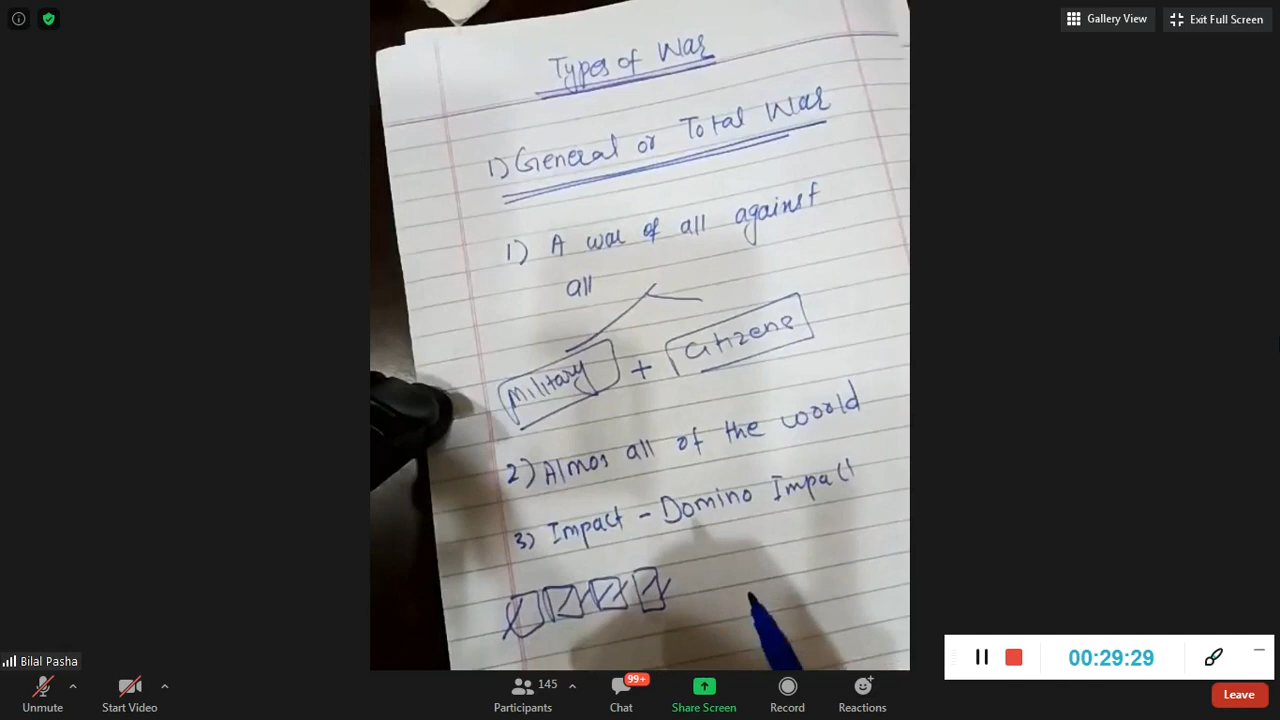 Gallery View
Exit Full Screen
Types of War
1) General or Total War
1) A war of all against
all
Military + Citizens
2) Almos all of the world
3) Impact - Domino Impact
Bilal Pasha
00:29:29
Unmute
Start Video
145
Participants
99+
Chat
Share Screen
Record
Reactions
Leave